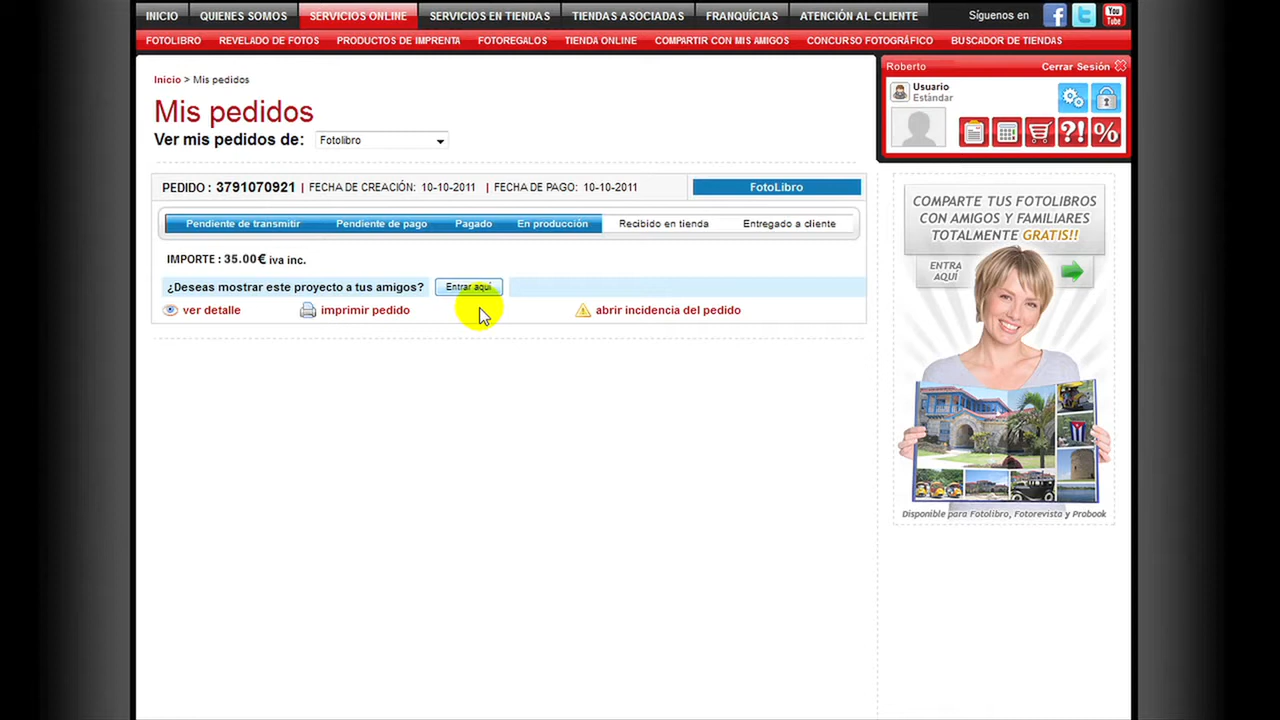 INICIO QUIENES SOMOS SERVICIOS ONLINE SERVICIOS EN TIENDAS TIENDAS ASOCIADAS FRANQUÍCIAS ATENCIÓN AL CLIENTE Síguenos en You Tube
FOTOLIBRO REVELADO DE FOTOS PRODUCTOS DE IMPRENTA FOTOREGALOS TIENDA ONLINE COMPARTIR CON MIS AMIGOS CONCURSO FOTOGRÁFICO BUSCADOR DE TIENDAS
Roberto Cerrar Sesión
Usuario
Estándar
Inicio > Mis pedidos
Mis pedidos
Ver mis pedidos de: Fotolibro
PEDIDO : 3791070921 | FECHA DE CREACIÓN: 10-10-2011 | FECHA DE PAGO: 10-10-2011 FotoLibro
Pendiente de transmitir Pendiente de pago Pagado En producción Recibido en tienda Entregado a cliente
IMPORTE : 35.00€ iva inc.
¿Deseas mostrar este proyecto a tus amigos? Entrar aquí
ver detalle imprimir pedido abrir incidencia del pedido
COMPARTE TUS FOTOLIBROS
CON AMIGOS Y FAMILIARES
TOTALMENTE GRATIS!!
ENTRA
AQUÍ
Disponible para Fotolibro, Fotorevista y Probook